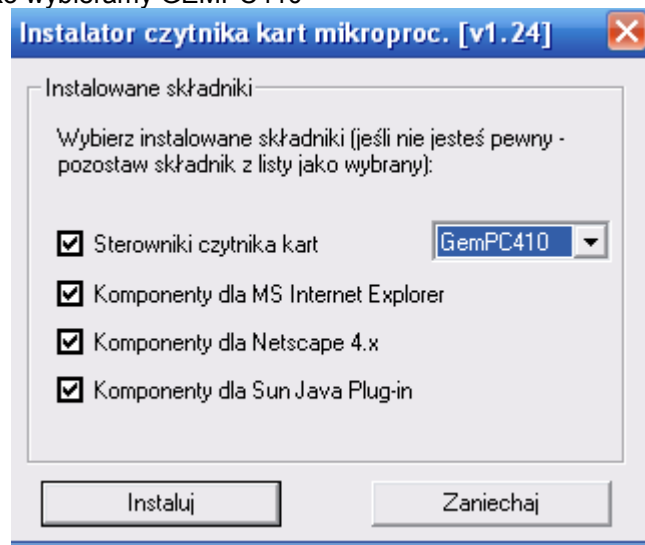 wybieramy
Instalator czytnika kart mikroproc. [v1.24]
Instalowane składniki
Wybierz instalowane składniki (jeśli nie jesteś pewny -
pozostaw składnik z listy jako wybrany):
Sterowniki czytnika kart GemPC410
Komponenty dla MS Internet Explorer
Komponenty dla Netscape 4.x
Komponenty dla Sun Java Plug-in
Instaluj Zaniechaj